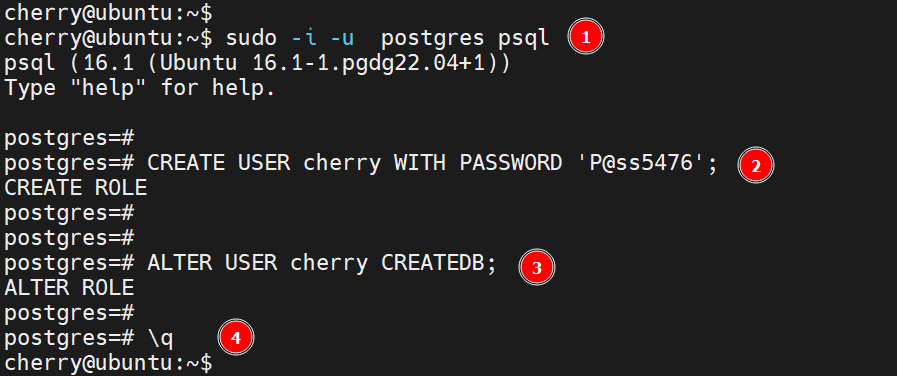 cherry@ubuntu:~$
cherry@ubuntu:~$ sudo -i -u  postgres psql 1
psql (16.1 (Ubuntu 16.1-1.pgdg22.04+1))
Type "help" for help.
postgres=#
postgres=# CREATE USER cherry WITH PASSWORD 'P@ss5476'; 2
CREATE ROLE
postgres=#
postgres=#
postgres=# ALTER USER cherry CREATEDB; 3
ALTER ROLE
postgres=#
postgres=# \q 4
cherry@ubuntu:~$